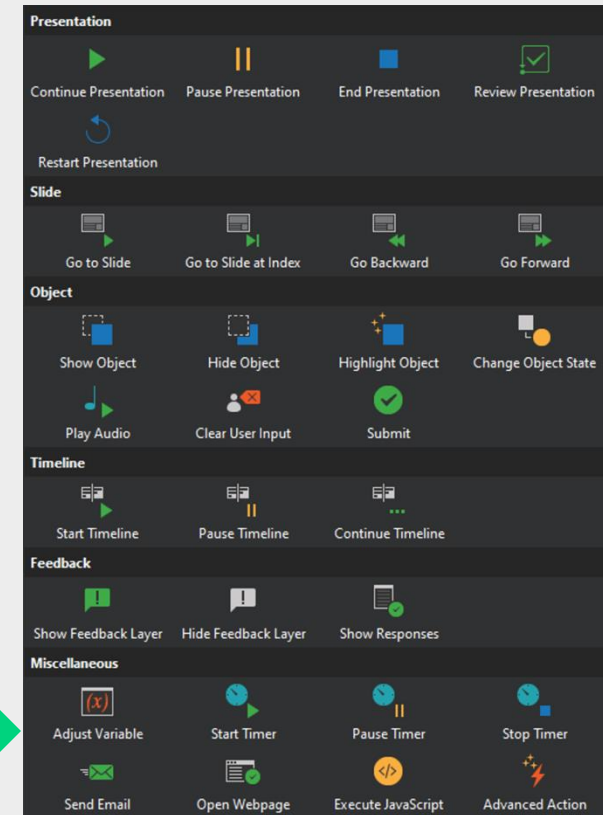 Presentation
Continue Presentation Pause Presentation End Presentation Review Presentation
Restart Presentation
Slide
Go to Slide Go to Slide at Index Go Backward Go Forward
Object
Show Object Hide Object Highlight Object Change Object State
Play Audio Clear User Input Submit
Timeline
Start Timeline Pause Timeline Continue Timeline
Feedback
Show Feedback Layer Hide Feedback Layer Show Responses
Miscellaneous
(x)
Adjust Variable Start Timer Pause Timer Stop Timer
</>
Send Email Open Webpage Execute JavaScript Advanced Action